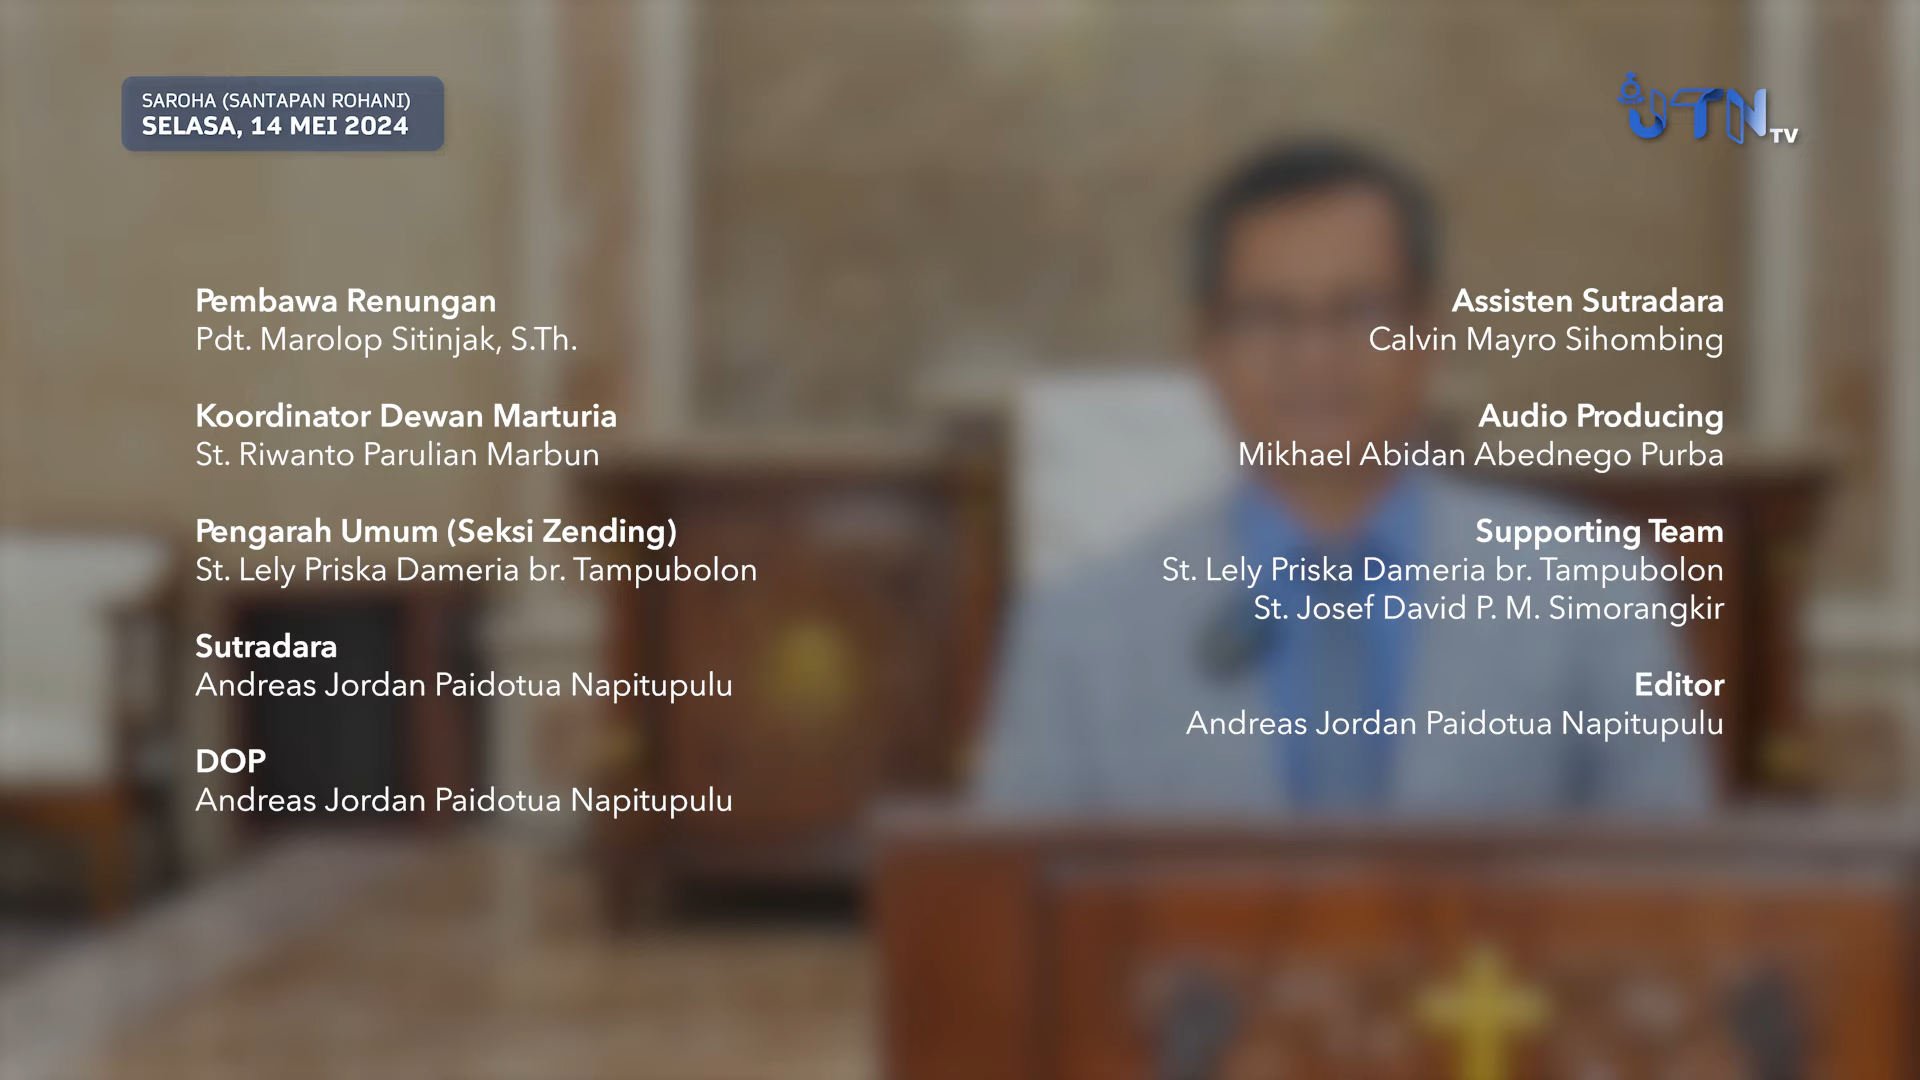 SAROHA (SANTAPAN ROHANI)
SELASA, 14 MEI 2024
UTN TV
Pembawa Renungan
Pdt. Marolop Sitinjak, S.Th.
Koordinator Dewan Marturia
St. Riwanto Parulian Marbun
Pengarah Umum (Seksi Zending)
St. Lely Priska Dameria br. Tampubolon
Sutradara
Andreas Jordan Paidotua Napitupulu
DOP
Andreas Jordan Paidotua Napitupulu
Assisten Sutradara
Calvin Mayro Sihombing
Audio Producing
Mikhael Abidan Abednego Purba
Supporting Team
St. Lely Priska Dameria br. Tampubolon
St. Josef David P. M. Simorangkir
Editor
Andreas Jordan Paidotua Napitupulu